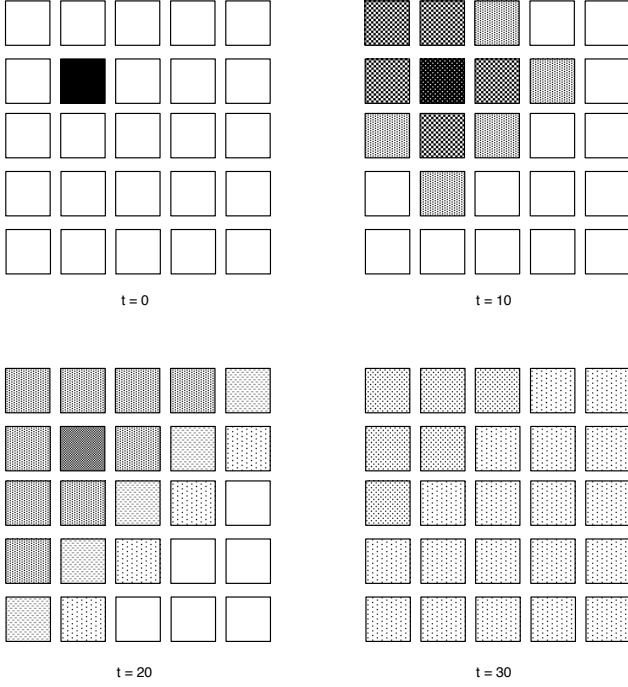 t = 0
t = 10
t = 20
t = 30